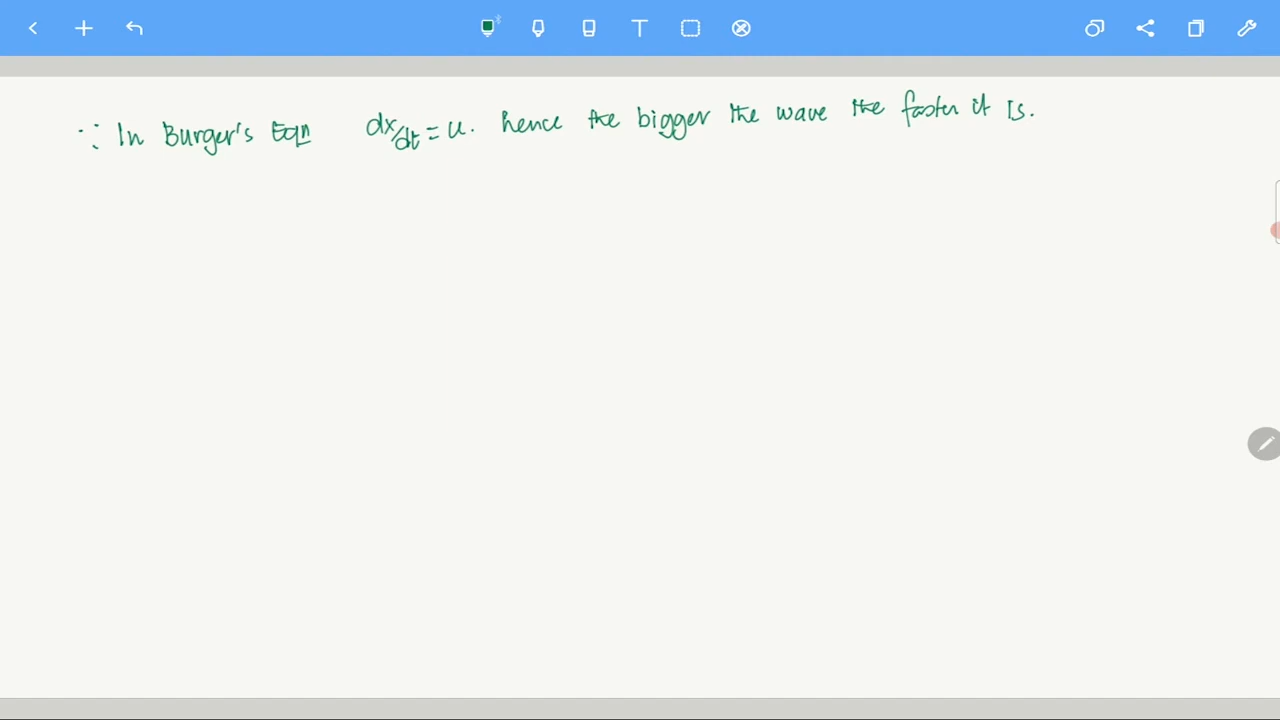 ∵ In Burger's Eqn dx/dt = u. hence the bigger the wave the faster it is.